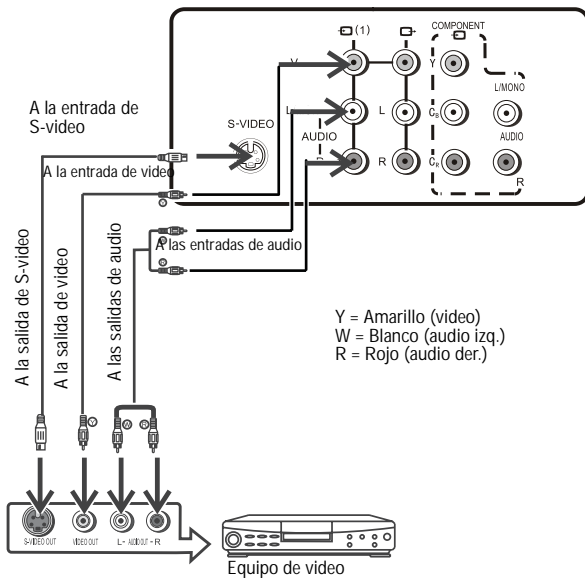 (1)
COMPONENT
V
Y
L/MONO
A la entrada de
S-video
S-VIDEO
L
AUDIO
L
CB
AUDIO
A la entrada de video
R
CR
R
Y
W
A las entradas de audio
R
A la salida de S-video
A la salida de video
A las salidas de audio
Y = Amarillo (video)
W = Blanco (audio izq.)
R = Rojo (audio der.)
Y
W
R
S-VIDEO OUT
VIDEO OUT
L- AUDIO OUT - R
Equipo de video